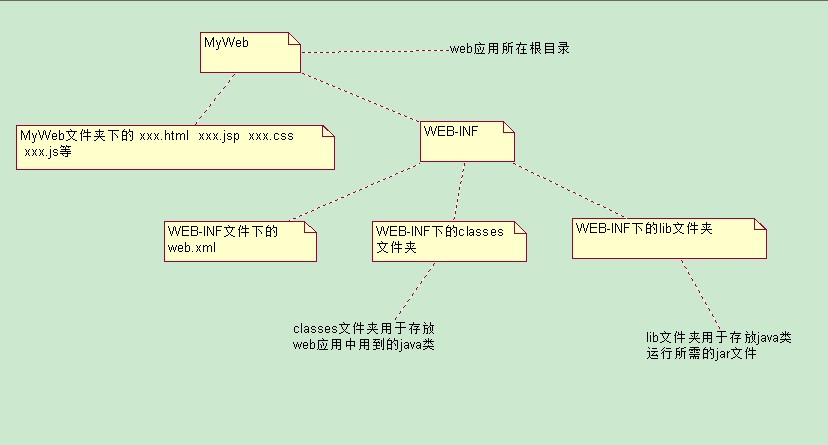 MyWeb
web应用所在根目录
MyWeb文件夹下的 xxx.html xxx.jsp xxx.css
xxx.js等
WEB-INF
WEB-INF文件下的
web.xml
WEB-INF下的classes
文件夹
WEB-INF下的lib文件夹
classes文件夹用于存放
web应用中用到的java类
lib文件夹用于存放java类
运行所需的jar文件